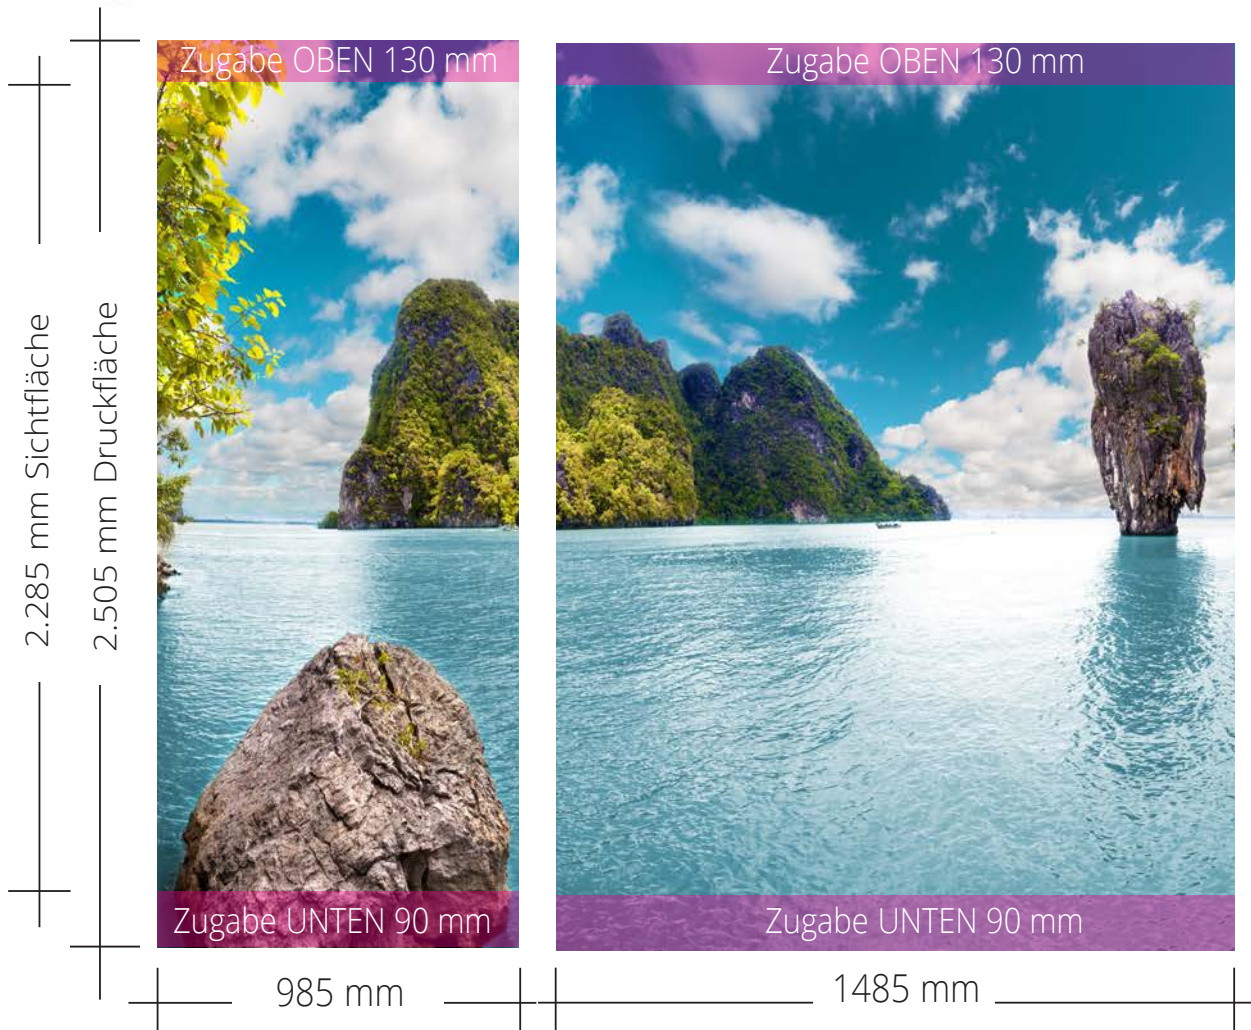 Zugabe OBEN 130 mm
Zugabe OBEN 130 mm
2.285 mm Sichtfläche
2.505 mm Druckfläche
Zugabe UNTEN 90 mm
Zugabe UNTEN 90 mm
985 mm
1485 mm